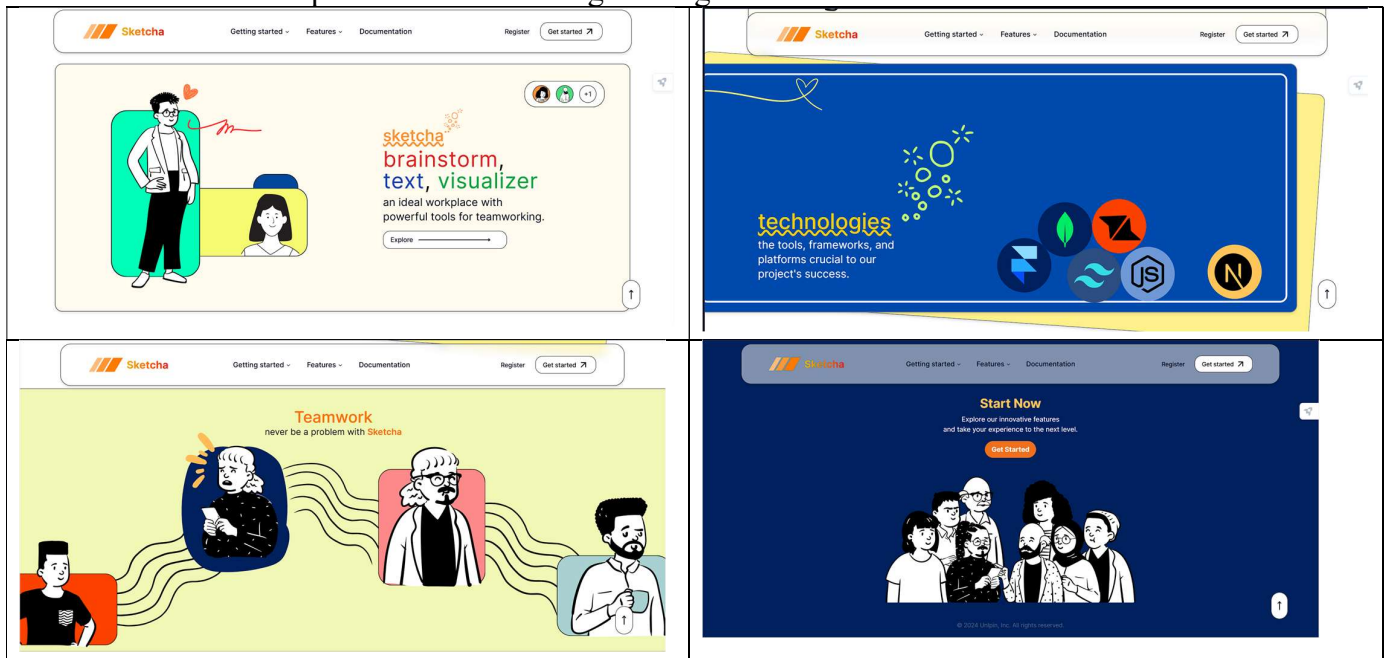 Sketcha
Getting started
Features
Documentation
Register
Get started
+1
sketcha
brainstorm,
text, visualizer
an ideal workplace with
powerful tools for teamworking.
Explore
Sketcha
Getting started
Features
Documentation
Register
Get started
technologies
the tools, frameworks, and
platforms crucial to our
project's success.
JS
N
Sketcha
Getting started
Features
Documentation
Register
Get started
Teamwork
never be a problem with Sketcha
Sketcha
Getting started
Features
Documentation
Register
Get started
Start Now
Explore our innovative features
and take your experience to the next level.
Get Started